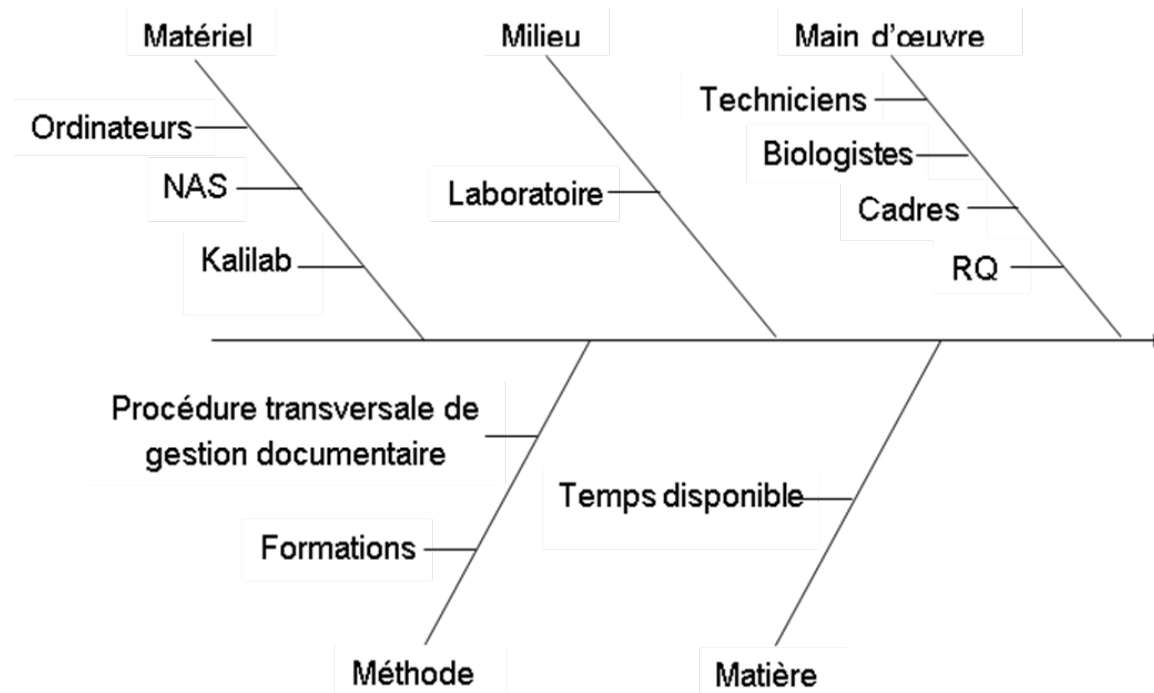 Matériel
Milieu
Main d'œuvre
Ordinateurs
NAS
Kalilab
Laboratoire
Techniciens
Biologistes
Cadres
RQ
Procédure transversale de
gestion documentaire
Formations
Temps disponible
Méthode
Matière